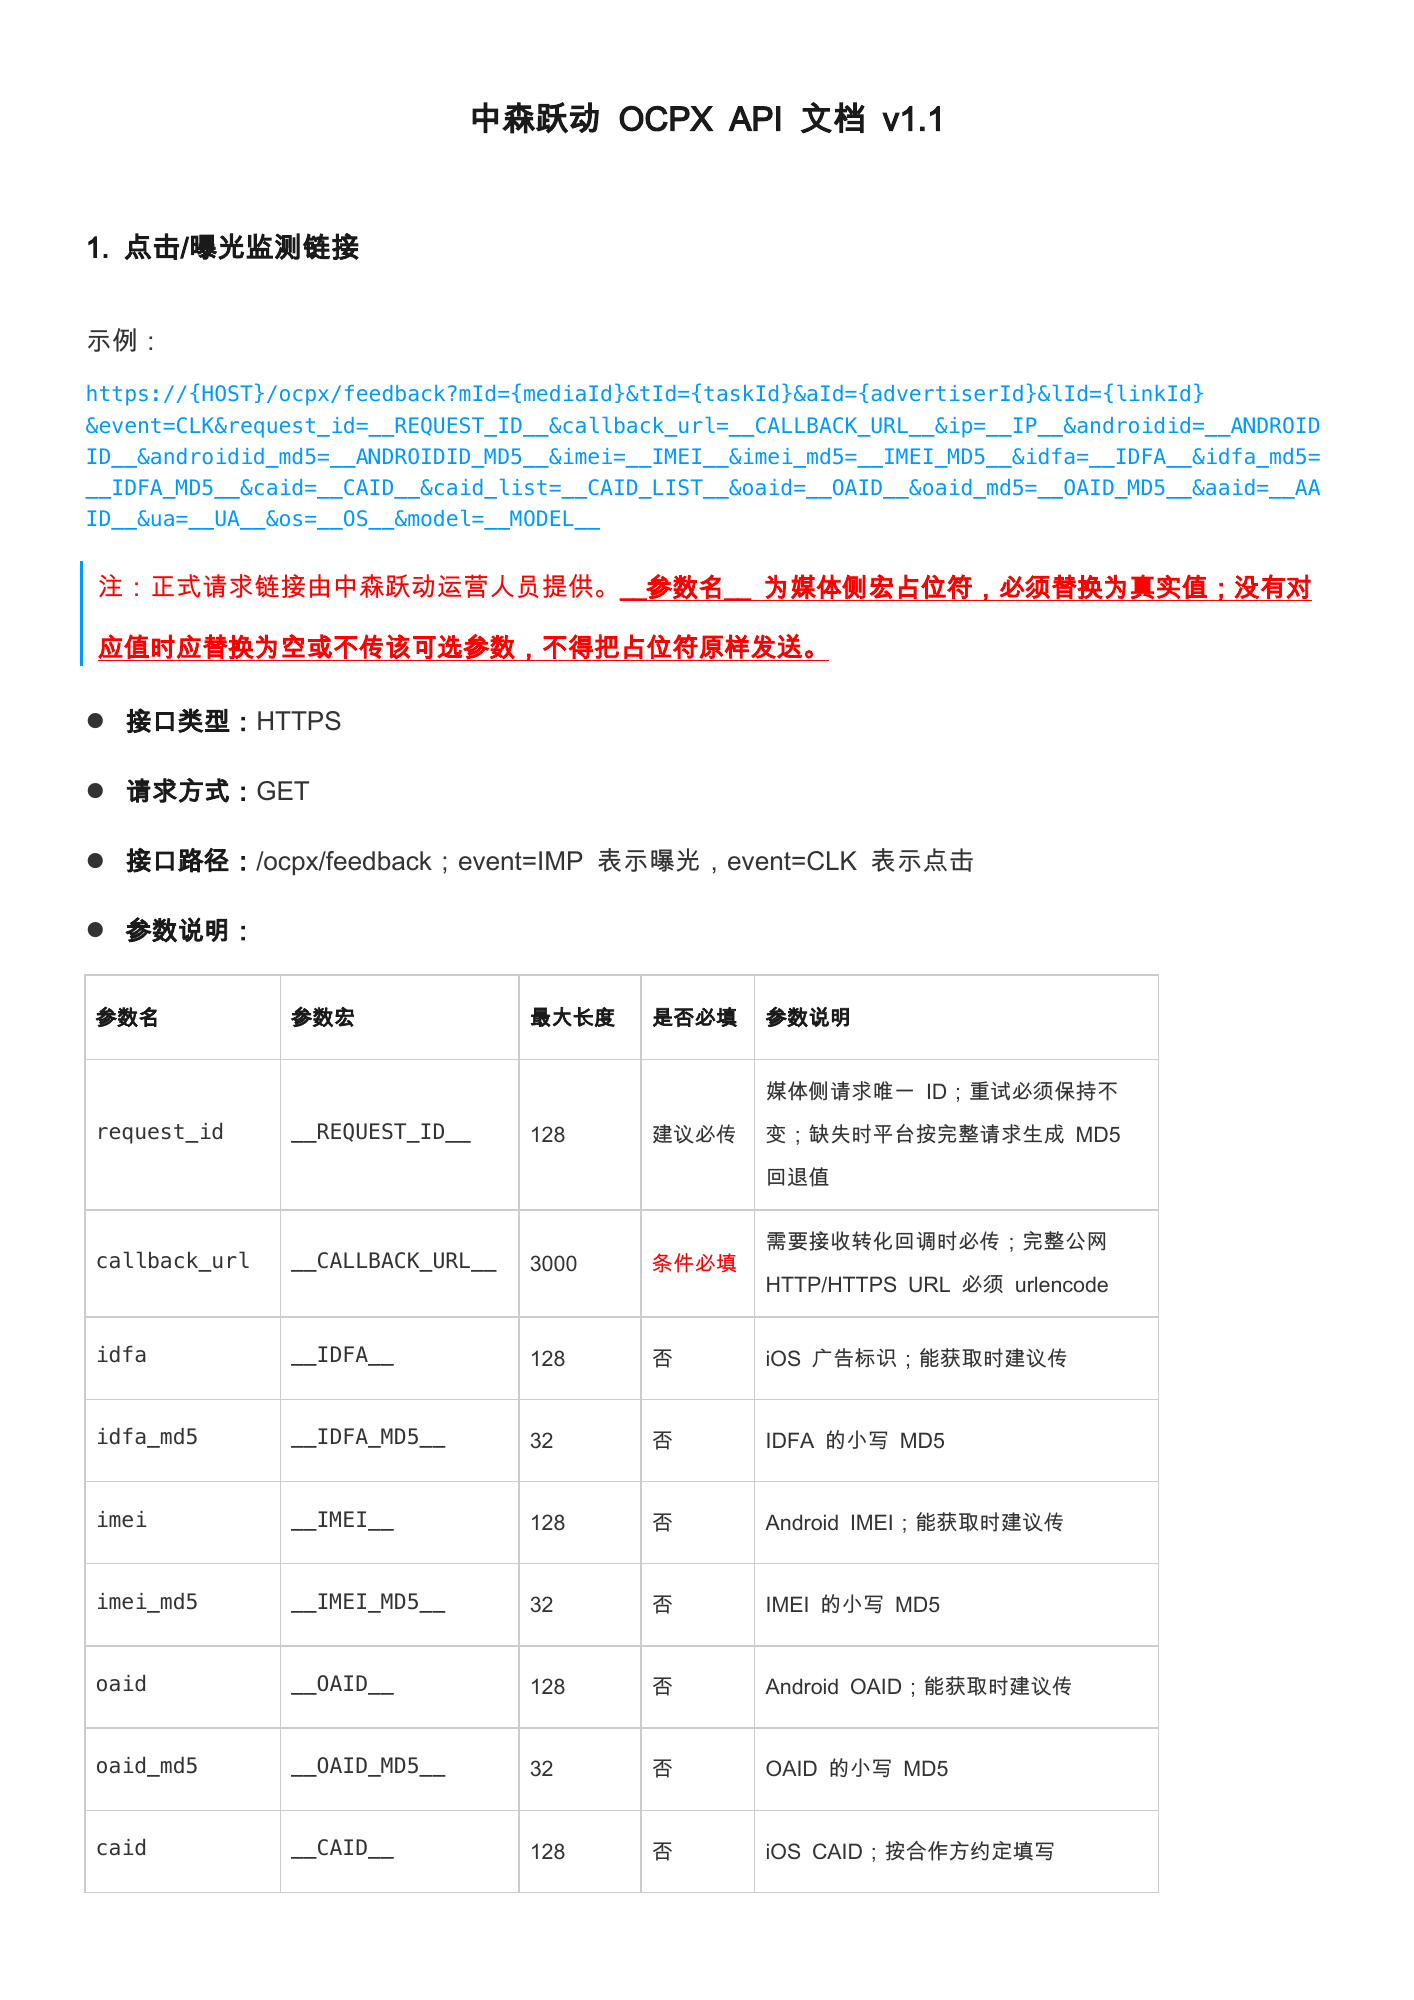 中森跃动 OCPX API 文档 v1.1
1. 点击/曝光监测链接
示例：
https://{HOST}/ocpx/feedback?mId={mediaId}&tId={taskId}&aId={advertiserId}&lId={linkId}
&event=CLK&request_id=__REQUEST_ID__&callback_url=__CALLBACK_URL__&ip=__IP__&androidid=__ANDROID
ID__&androidid_md5=__ANDROIDID_MD5__&imei=__IMEI__&imei_md5=__IMEI_MD5__&idfa=__IDFA__&idfa_md5=
__IDFA_MD5__&caid=__CAID__&caid_list=__CAID_LIST__&oaid=__OAID__&oaid_md5=__OAID_MD5__&aaid=__AA
ID__&ua=__UA__&os=__OS__&model=__MODEL__
注：正式请求链接由中森跃动运营人员提供。__参数名__ 为媒体侧宏占位符，必须替换为真实值；没有对
应值时应替换为空或不传该可选参数，不得把占位符原样发送。
● 接口类型：HTTPS
● 请求方式：GET
● 接口路径：/ocpx/feedback；event=IMP 表示曝光，event=CLK 表示点击
● 参数说明：
参数名 参数宏 最大长度 是否必填 参数说明
request_id __REQUEST_ID__ 128 建议必传 媒体侧请求唯一 ID；重试必须保持不
变；缺失时平台按完整请求生成 MD5
回退值
callback_url __CALLBACK_URL__ 3000 条件必填 需要接收转化回调时必传；完整公网
HTTP/HTTPS URL 必须 urlencode
idfa __IDFA__ 128 否 iOS 广告标识；能获取时建议传
idfa_md5 __IDFA_MD5__ 32 否 IDFA 的小写 MD5
imei __IMEI__ 128 否 Android IMEI；能获取时建议传
imei_md5 __IMEI_MD5__ 32 否 IMEI 的小写 MD5
oaid __OAID__ 128 否 Android OAID；能获取时建议传
oaid_md5 __OAID_MD5__ 32 否 OAID 的小写 MD5
caid __CAID__ 128 否 iOS CAID；按合作方约定填写